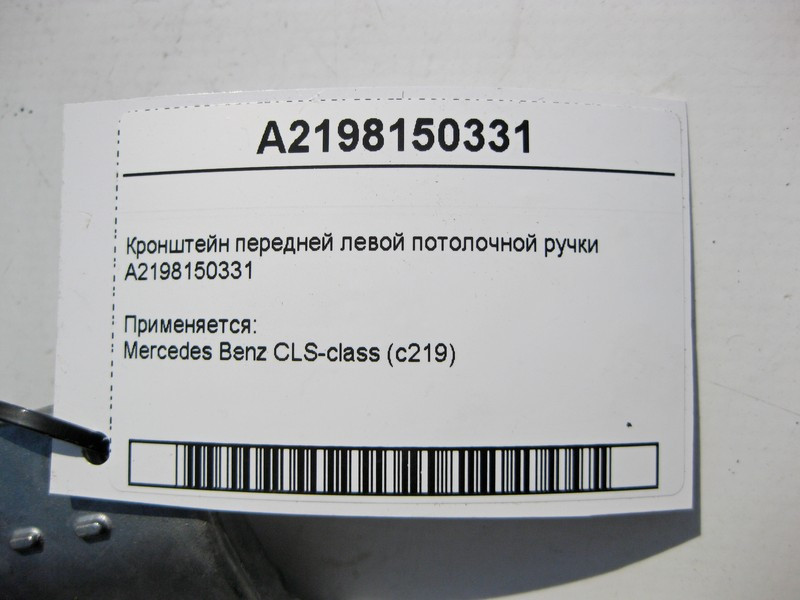 A2198150331
Кронштейн передней левой потолочной ручки
A2198150331
Применяется:
Mercedes Benz CLS-class (c219)